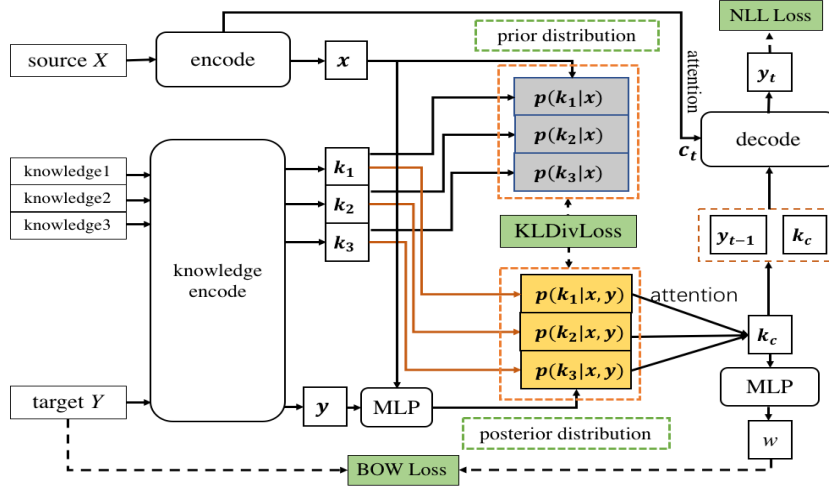 NLL Loss
prior distribution
source X
encode
x
attention
y_t
p(k_1|x)
p(k_2|x)
p(k_3|x)
c_t
decode
knowledge1
knowledge2
knowledge3
k_1
k_2
k_3
KLDivLoss
y_{t-1}
k_c
knowledge
encode
p(k_1|x, y)
p(k_2|x, y)
p(k_3|x, y)
attention
k_c
target Y
y
MLP
MLP
posterior distribution
w
BOW Loss